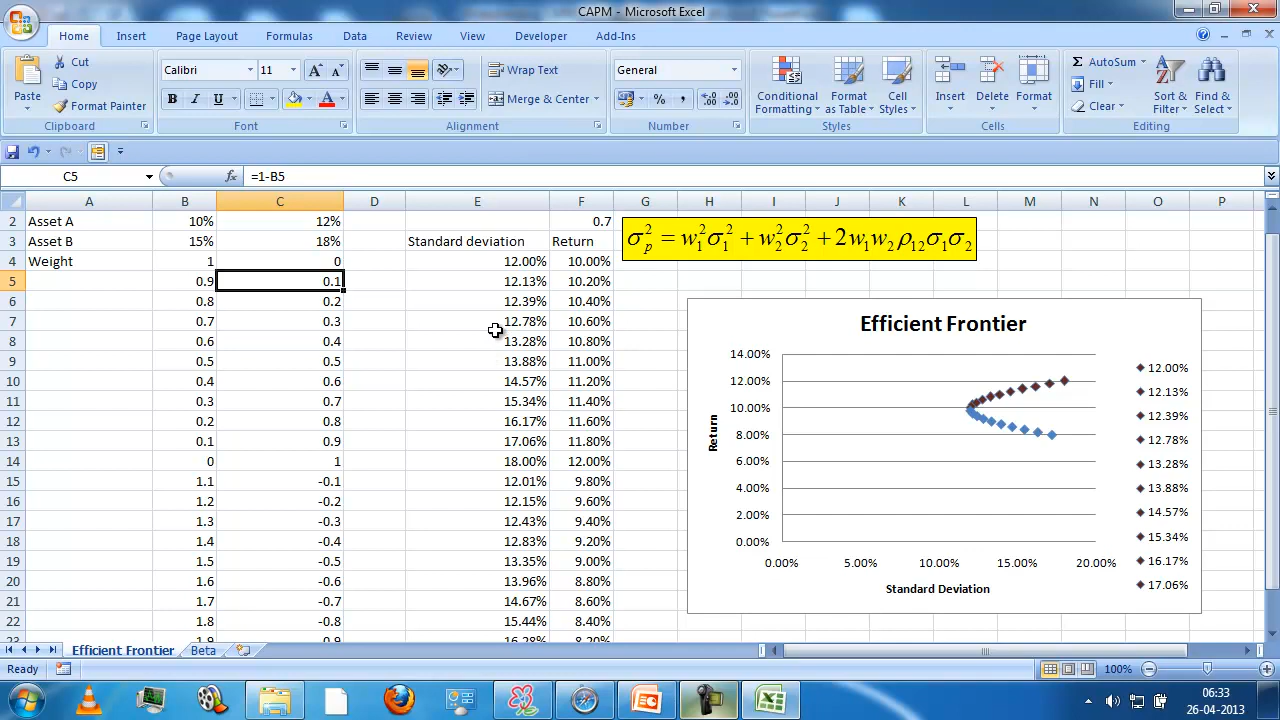 CAPM - Microsoft Excel
Home Insert Page Layout Formulas Data Review View Developer Add-Ins
Paste
Cut
Copy
Format Painter
Clipboard
Calibri 11
B I U A
Font
Wrap Text
Merge & Center
Alignment
General
% ,
Number
Conditional Formatting
Format as Table
Cell Styles
Styles
Insert Delete Format
Cells
AutoSum
Fill
Clear
Sort & Filter
Find & Select
Editing
C5 fx =1-B5
A B C D E F G H I J K L M N O P
2 Asset A 10% 12% 0.7
3 Asset B 15% 18% Standard deviation Return
4 Weight 1 0 12.00% 10.00%
5 0.9 0.1 12.13% 10.20%
6 0.8 0.2 12.39% 10.40%
7 0.7 0.3 12.78% 10.60%
8 0.6 0.4 13.28% 10.80%
9 0.5 0.5 13.88% 11.00%
10 0.4 0.6 14.57% 11.20%
11 0.3 0.7 15.34% 11.40%
12 0.2 0.8 16.17% 11.60%
13 0.1 0.9 17.06% 11.80%
14 0 1 18.00% 12.00%
15 1.1 -0.1 12.01% 9.80%
16 1.2 -0.2 12.15% 9.60%
17 1.3 -0.3 12.43% 9.40%
18 1.4 -0.4 12.83% 9.20%
19 1.5 -0.5 13.35% 9.00%
20 1.6 -0.6 13.96% 8.80%
21 1.7 -0.7 14.67% 8.60%
22 1.8 -0.8 15.44% 8.40%
σ²p = w₁²σ₁² + w₂²σ₂² + 2w₁w₂ρ₁₂σ₁σ₂
Efficient Frontier
14.00%
12.00%
10.00%
8.00%
6.00%
4.00%
2.00%
0.00%
Return
0.00% 5.00% 10.00% 15.00% 20.00%
Standard Deviation
12.00%
12.13%
12.39%
12.78%
13.28%
13.88%
14.57%
15.34%
16.17%
17.06%
Efficient Frontier Beta
Ready 100%
06:33
26-04-2013